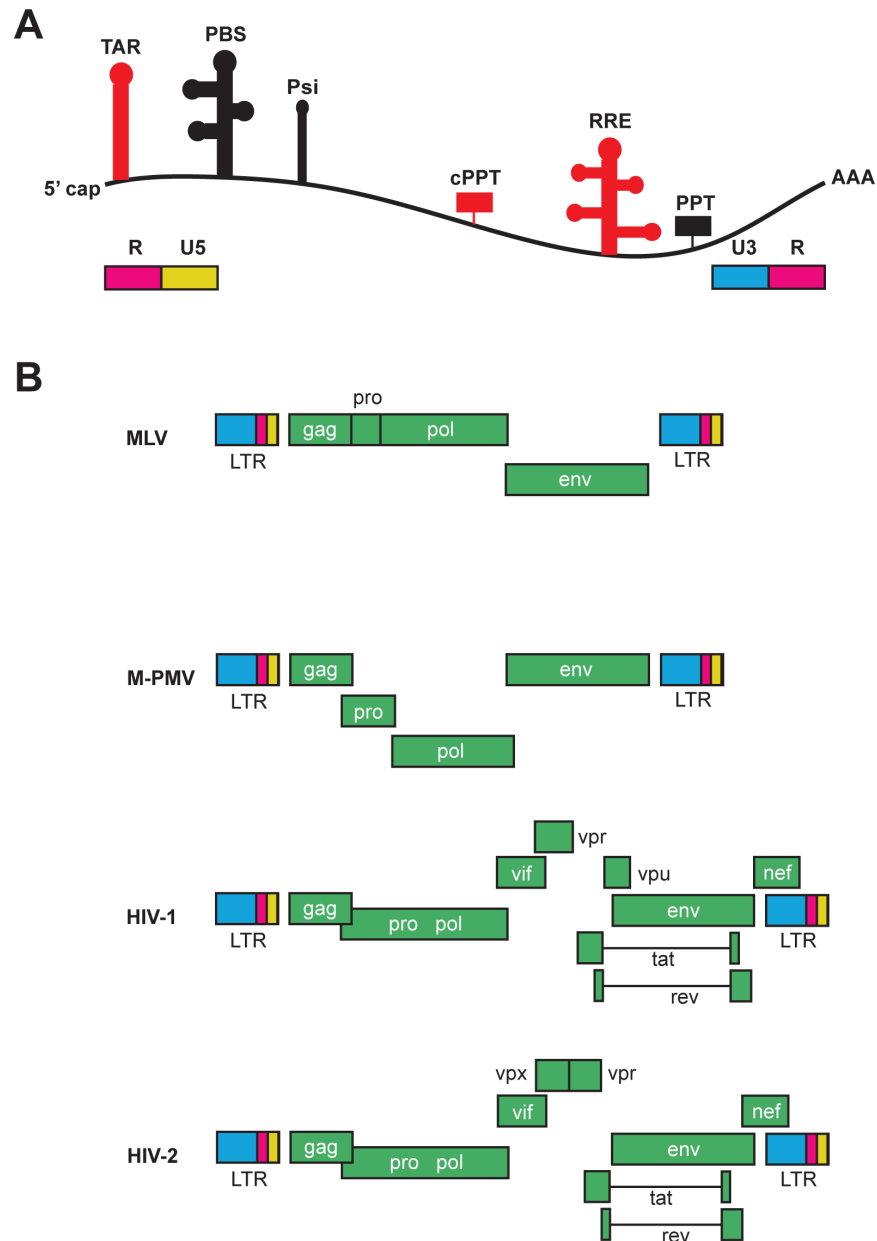 A
TAR
PBS
Psi
RRE
cPPT
PPT
5' cap
AAA
R U5
U3 R
B
pro
MLV
gag pol
LTR
LTR
env
M-PMV
gag
env
LTR
LTR
pro
pol
vpr
vif
vpu
nef
HIV-1
gag
env
pro pol
LTR
LTR
tat
rev
vpx
vpr
vif
nef
HIV-2
gag
env
pro pol
LTR
LTR
tat
rev